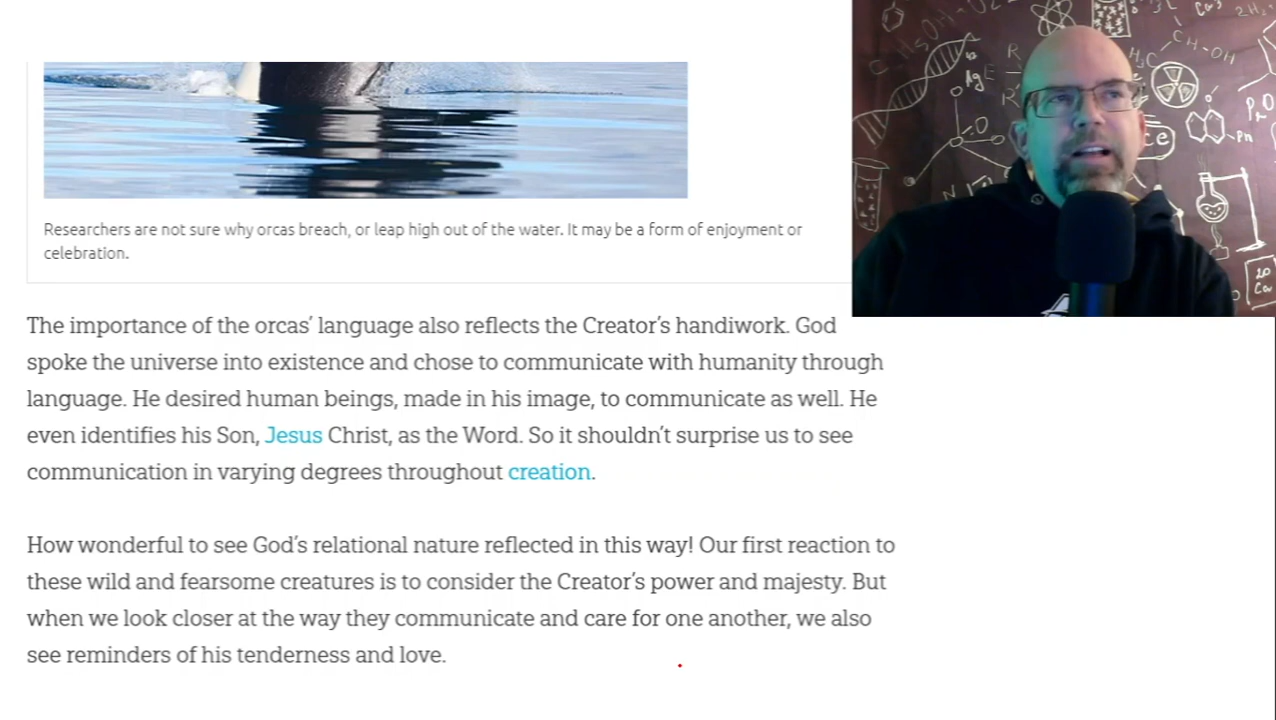 Researchers are not sure why orcas breach, or leap high out of the water. It may be a form of enjoyment or
celebration.
The importance of the orcas’ language also reflects the Creator’s handiwork. God
spoke the universe into existence and chose to communicate with humanity through
language. He desired human beings, made in his image, to communicate as well. He
even identifies his Son, Jesus Christ, as the Word. So it shouldn’t surprise us to see
communication in varying degrees throughout creation.
How wonderful to see God’s relational nature reflected in this way! Our first reaction to
these wild and fearsome creatures is to consider the Creator’s power and majesty. But
when we look closer at the way they communicate and care for one another, we also
see reminders of his tenderness and love.
Ag
CH-OH
Ce
20